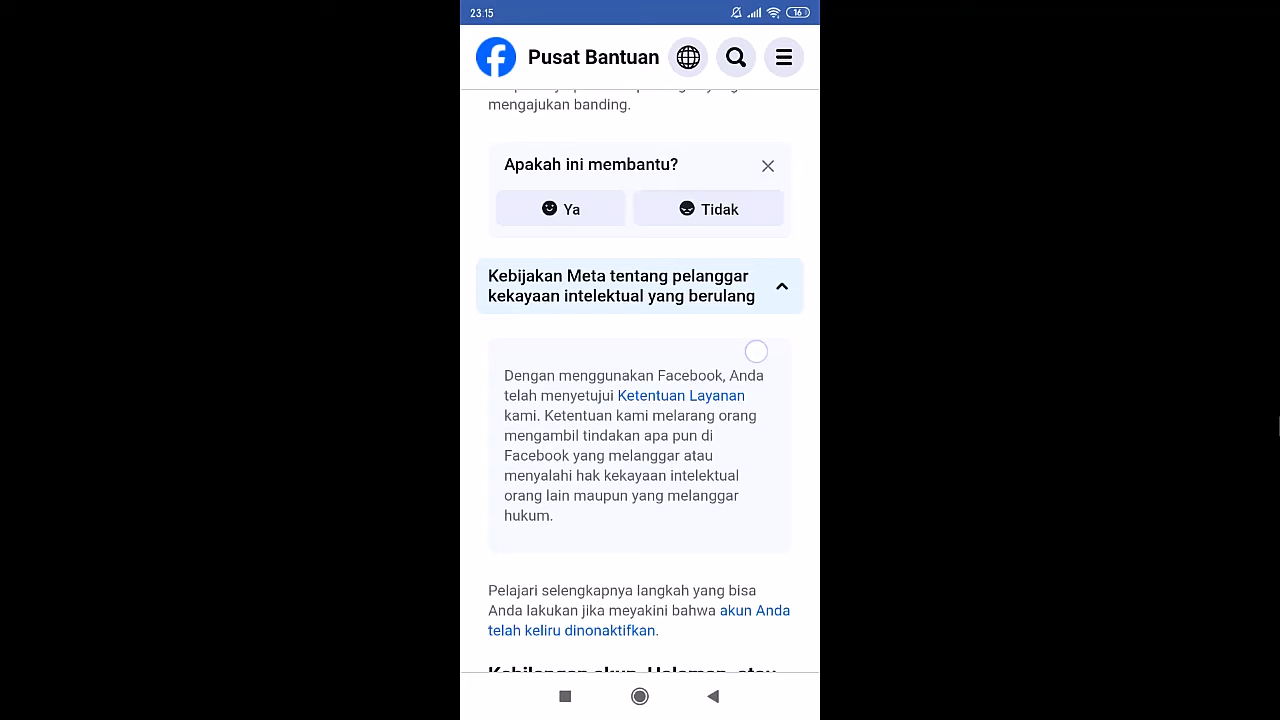 23.15
16
Pusat Bantuan
mengajukan banding.
Apakah ini membantu?
Ya
Tidak
Kebijakan Meta tentang pelanggar
kekayaan intelektual yang berulang
Dengan menggunakan Facebook, Anda
telah menyetujui Ketentuan Layanan
kami. Ketentuan kami melarang orang
mengambil tindakan apa pun di
Facebook yang melanggar atau
menyalahi hak kekayaan intelektual
orang lain maupun yang melanggar
hukum.
Pelajari selengkapnya langkah yang bisa
Anda lakukan jika meyakini bahwa akun Anda
telah keliru dinonaktifkan.